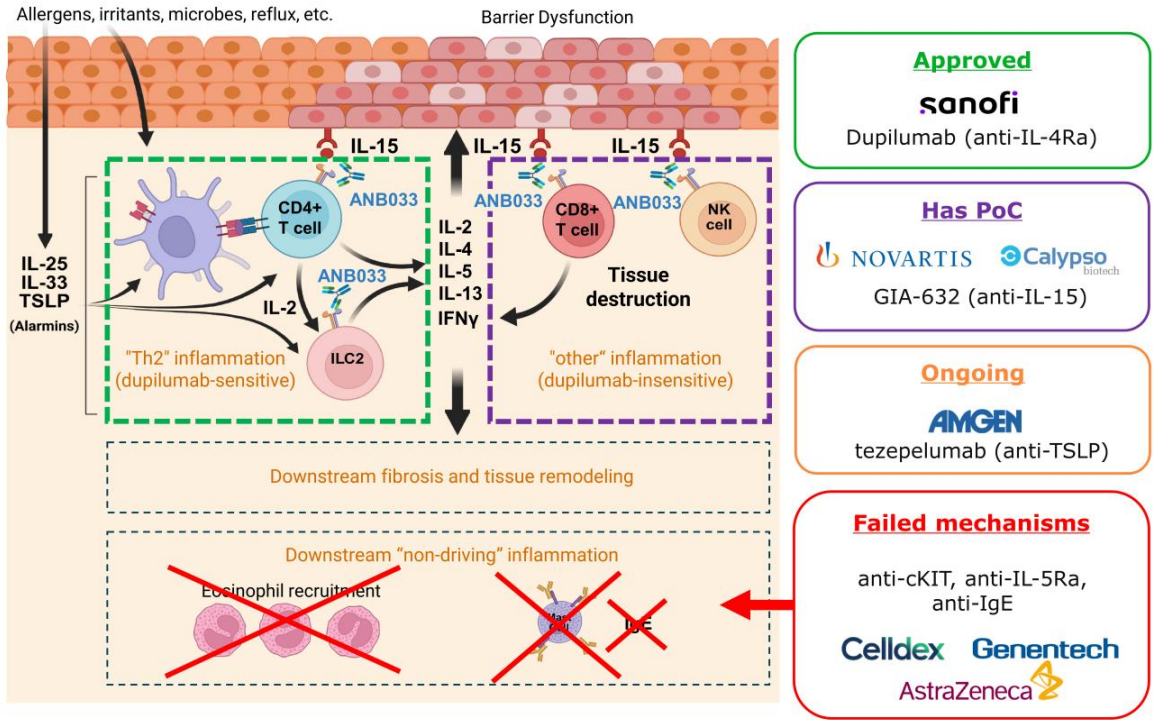 Allergens, irritants, microbes, reflux, etc.
Barrier Dysfunction
IL-15
IL-15
IL-15
ANB033
ANB033
ANB033
CD4+
T cell
CD8+
T cell
NK
cell
IL-25
IL-33
TSLP
(Alarmins)
IL-2
ANB033
ILC2
IL-2
IL-4
IL-5
IL-13
IFNγ
Tissue
destruction
"Th2" inflammation
(dupilumab-sensitive)
"other“ inflammation
(dupilumab-insensitive)
Downstream fibrosis and tissue remodeling
Downstream “non-driving” inflammation
Eosinophil recruitment
IgE
Approved
sanofi
Dupilumab (anti-IL-4Ra)
Has PoC
NOVARTIS
Calypso
biotech
GIA-632 (anti-IL-15)
Ongoing
AMGEN
tezepelumab (anti-TSLP)
Failed mechanisms
anti-cKIT, anti-IL-5Ra,
anti-IgE
Celldex
Genentech
AstraZeneca